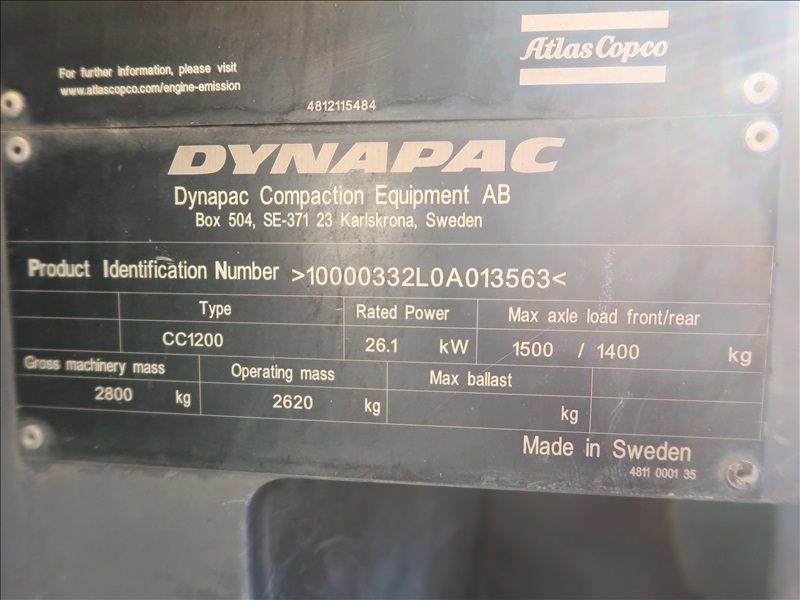 Atlas Copco
For further information, please visit
www.atlascopco.com/engine-emission
4812115484
DYNAPAC
Dynapac Compaction Equipment AB
Box 504, SE-371 23 Karlskrona, Sweden
Product Identification Number >10000332L0A013563<
Type Rated Power Max axle load front/rear
CC1200 26.1 kW 1500 / 1400 kg
Gross machinery mass Operating mass Max ballast
2800 kg 2620 kg kg
Made in Sweden
4811 0001 35